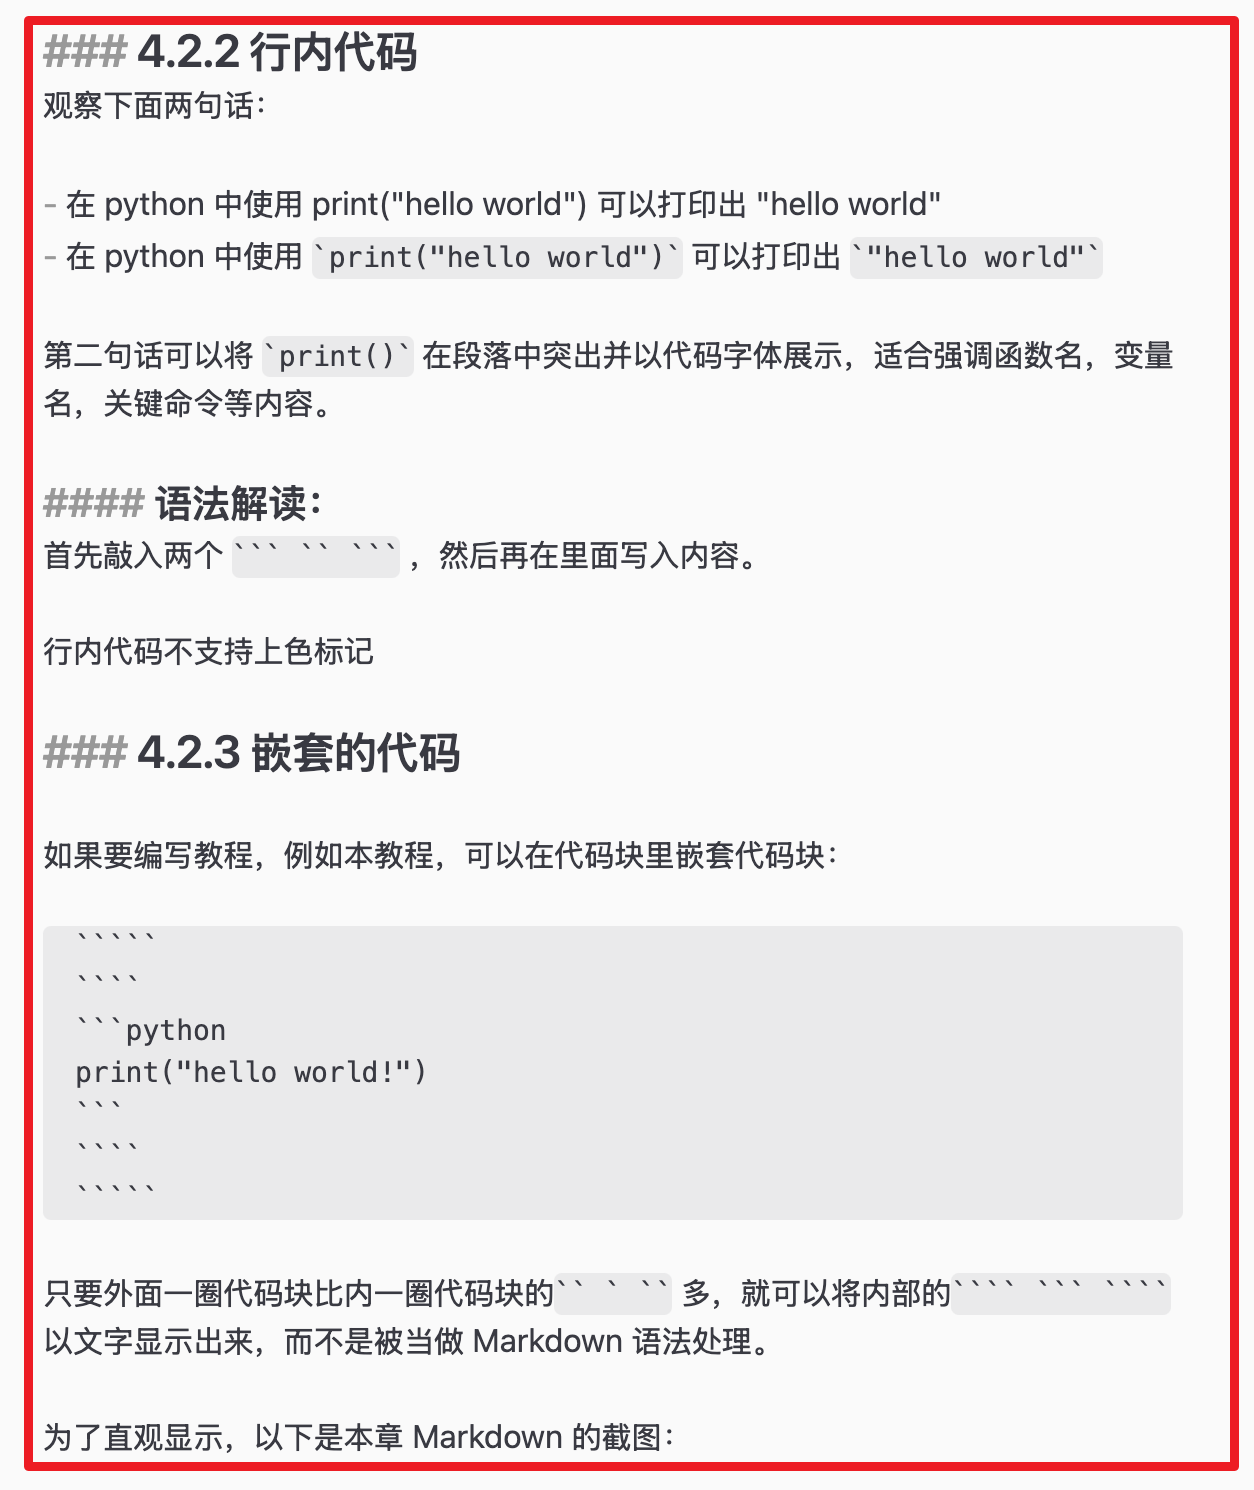 ### 4.2.2 行内代码
观察下面两句话：
- 在 python 中使用 print("hello world") 可以打印出 "hello world"
- 在 python 中使用 `print("hello world")` 可以打印出 `"hello world"`
第二句话可以将 `print()` 在段落中突出并以代码字体展示，适合强调函数名，变量
名，关键命令等内容。
#### 语法解读：
首先敲入两个 ``` `` ``` ，然后再在里面写入内容。
行内代码不支持上色标记
### 4.2.3 嵌套的代码
如果要编写教程，例如本教程，可以在代码块里嵌套代码块：
`````
````
```python
print("hello world!")
```
````
`````
只要外面一圈代码块比内一圈代码块的`` ` `` 多，就可以将内部的```` ``` ````
以文字显示出来，而不是被当做 Markdown 语法处理。
为了直观显示，以下是本章 Markdown 的截图：